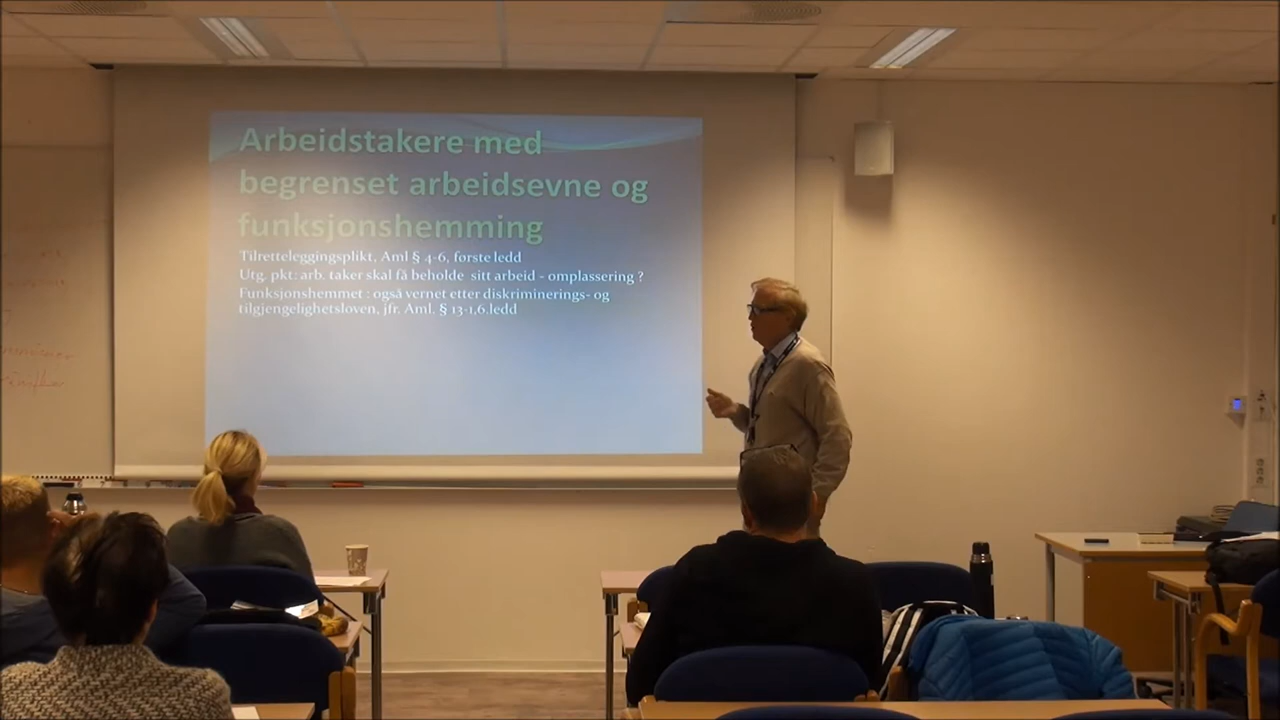 Arbeidstakere med
begrenset arbeidsevne og
funksjonshemming
Tilretteleggingsplikt, Aml § 4-6, første ledd
Utg. pkt: arb. taker skal få beholde sitt arbeid - omplassering ?
Funksjonshemmet : også vernet etter diskriminerings- og
tilgjengelighetsloven, jfr. Aml. § 13-1,6.ledd